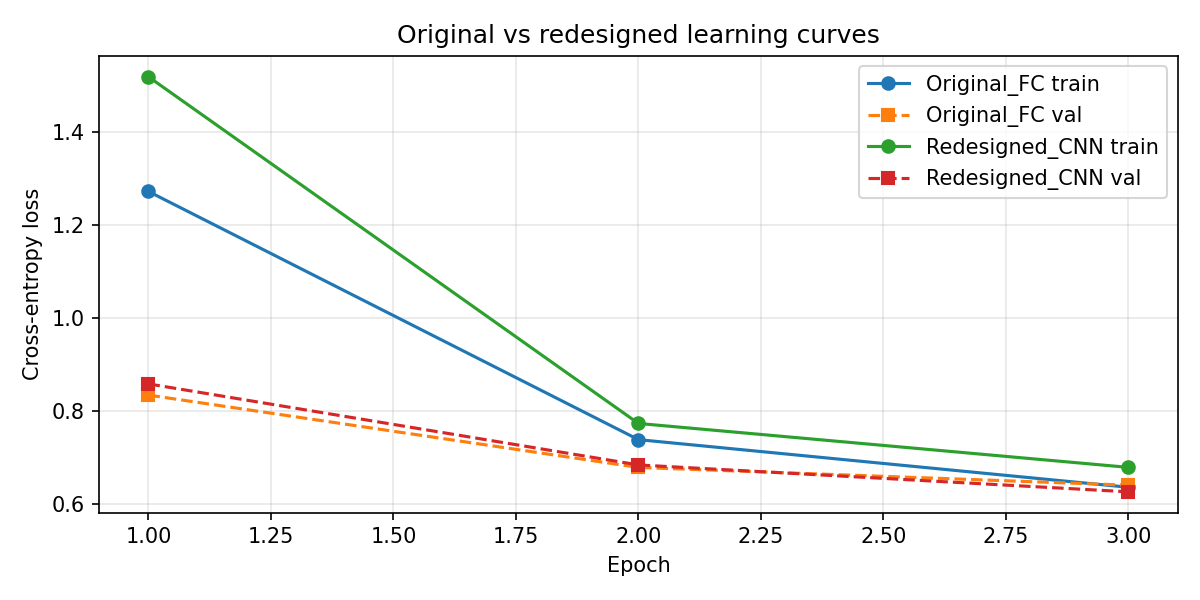 Original vs redesigned learning curves
Original_FC train
Original_FC val
Redesigned_CNN train
Redesigned_CNN val
Cross-entropy loss
1.4
1.2
1.0
0.8
0.6
1.00 1.25 1.50 1.75 2.00 2.25 2.50 2.75 3.00
Epoch